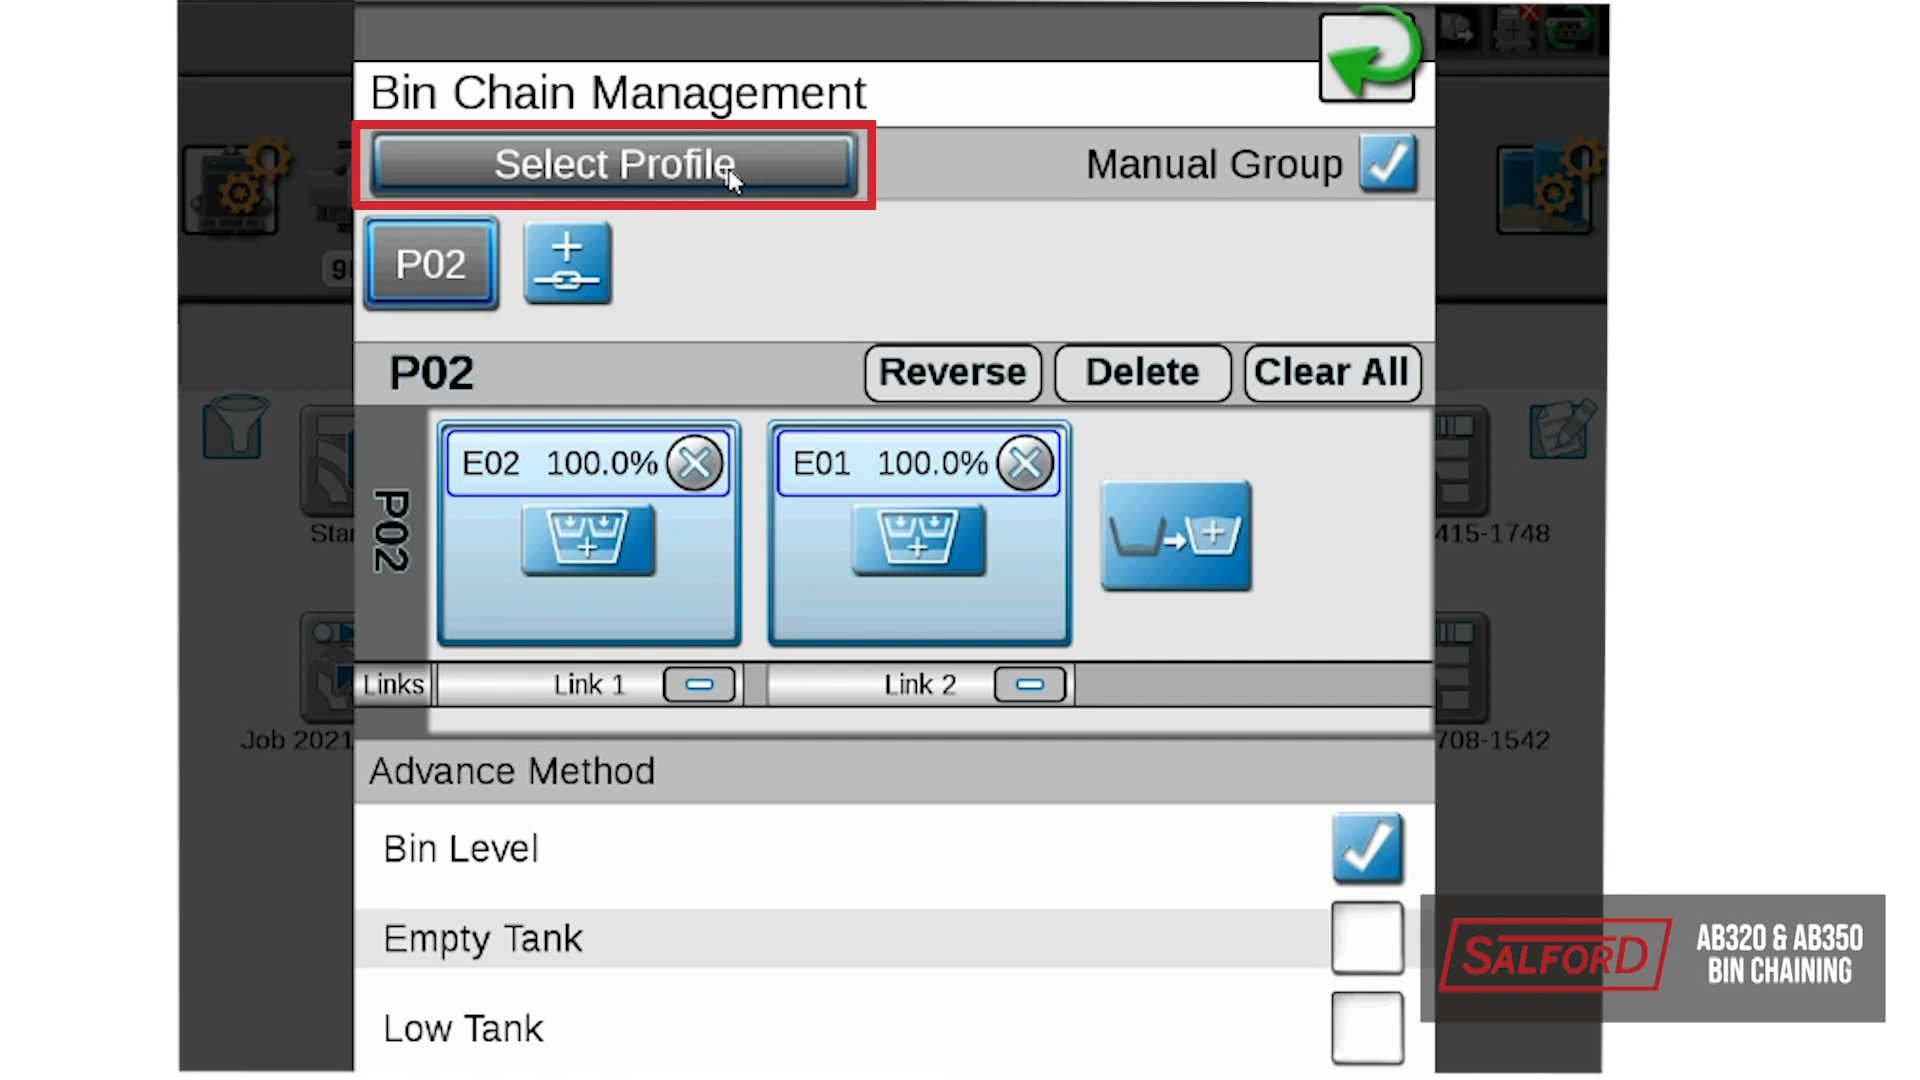 Bin Chain Management
Select Profile
Manual Group
P02
P02
Reverse
Delete
Clear All
P02
E02 100.0%
E01 100.0%
Links
Link 1
Link 2
Advance Method
Bin Level
Empty Tank
Low Tank
Job 2021
415-1748
708-1542
SALFORD
AB320 & AB350
BIN CHAINING